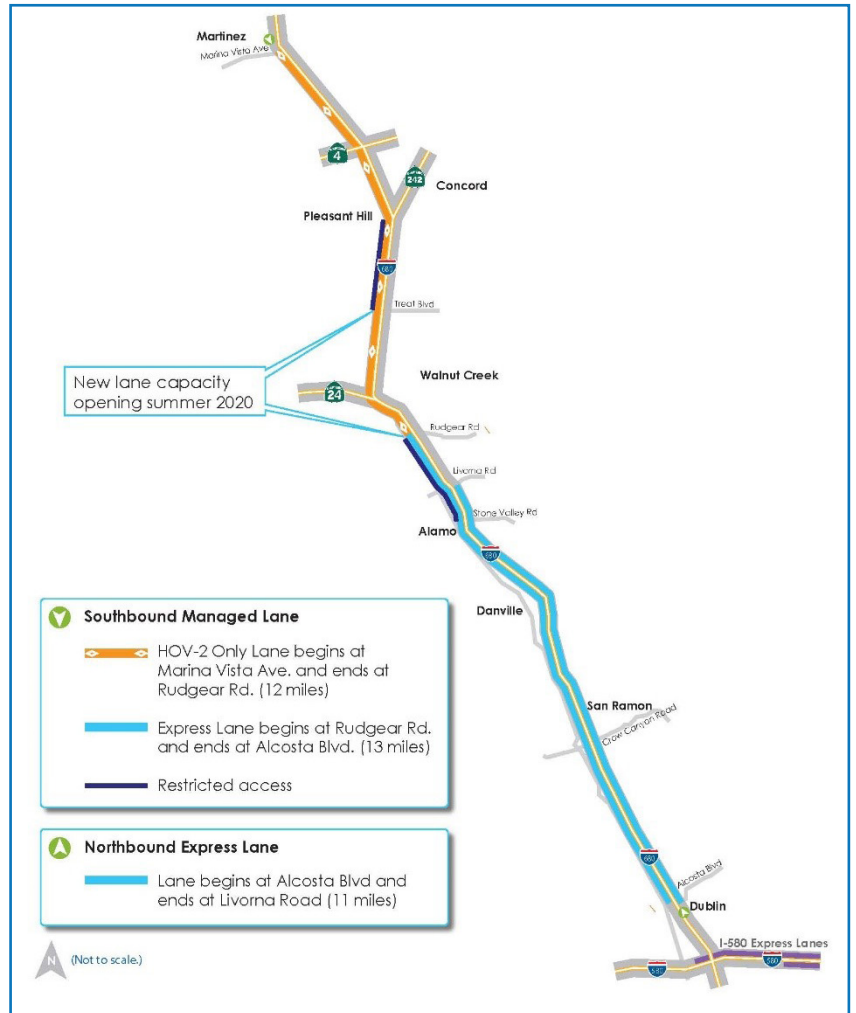 Martinez
Marina Vista Ave
4
242
Concord
Pleasant Hill
680
Treat Blvd
New lane capacity
opening summer 2020
Walnut Creek
24
Rudgear Rd
Livorna Rd
Stone Valley Rd
Alamo
680
Danville
Southbound Managed Lane
HOV-2 Only Lane begins at
Marina Vista Ave. and ends at
Rudgear Rd. (12 miles)
Express Lane begins at Rudgear Rd.
and ends at Alcosta Blvd. (13 miles)
Restricted access
San Ramon
Crow Canyon Road
Northbound Express Lane
Lane begins at Alcosta Blvd and
ends at Livorna Road (11 miles)
680
Alcosta Blvd
Dublin
I-580 Express Lanes
N
(Not to scale.)
680
680